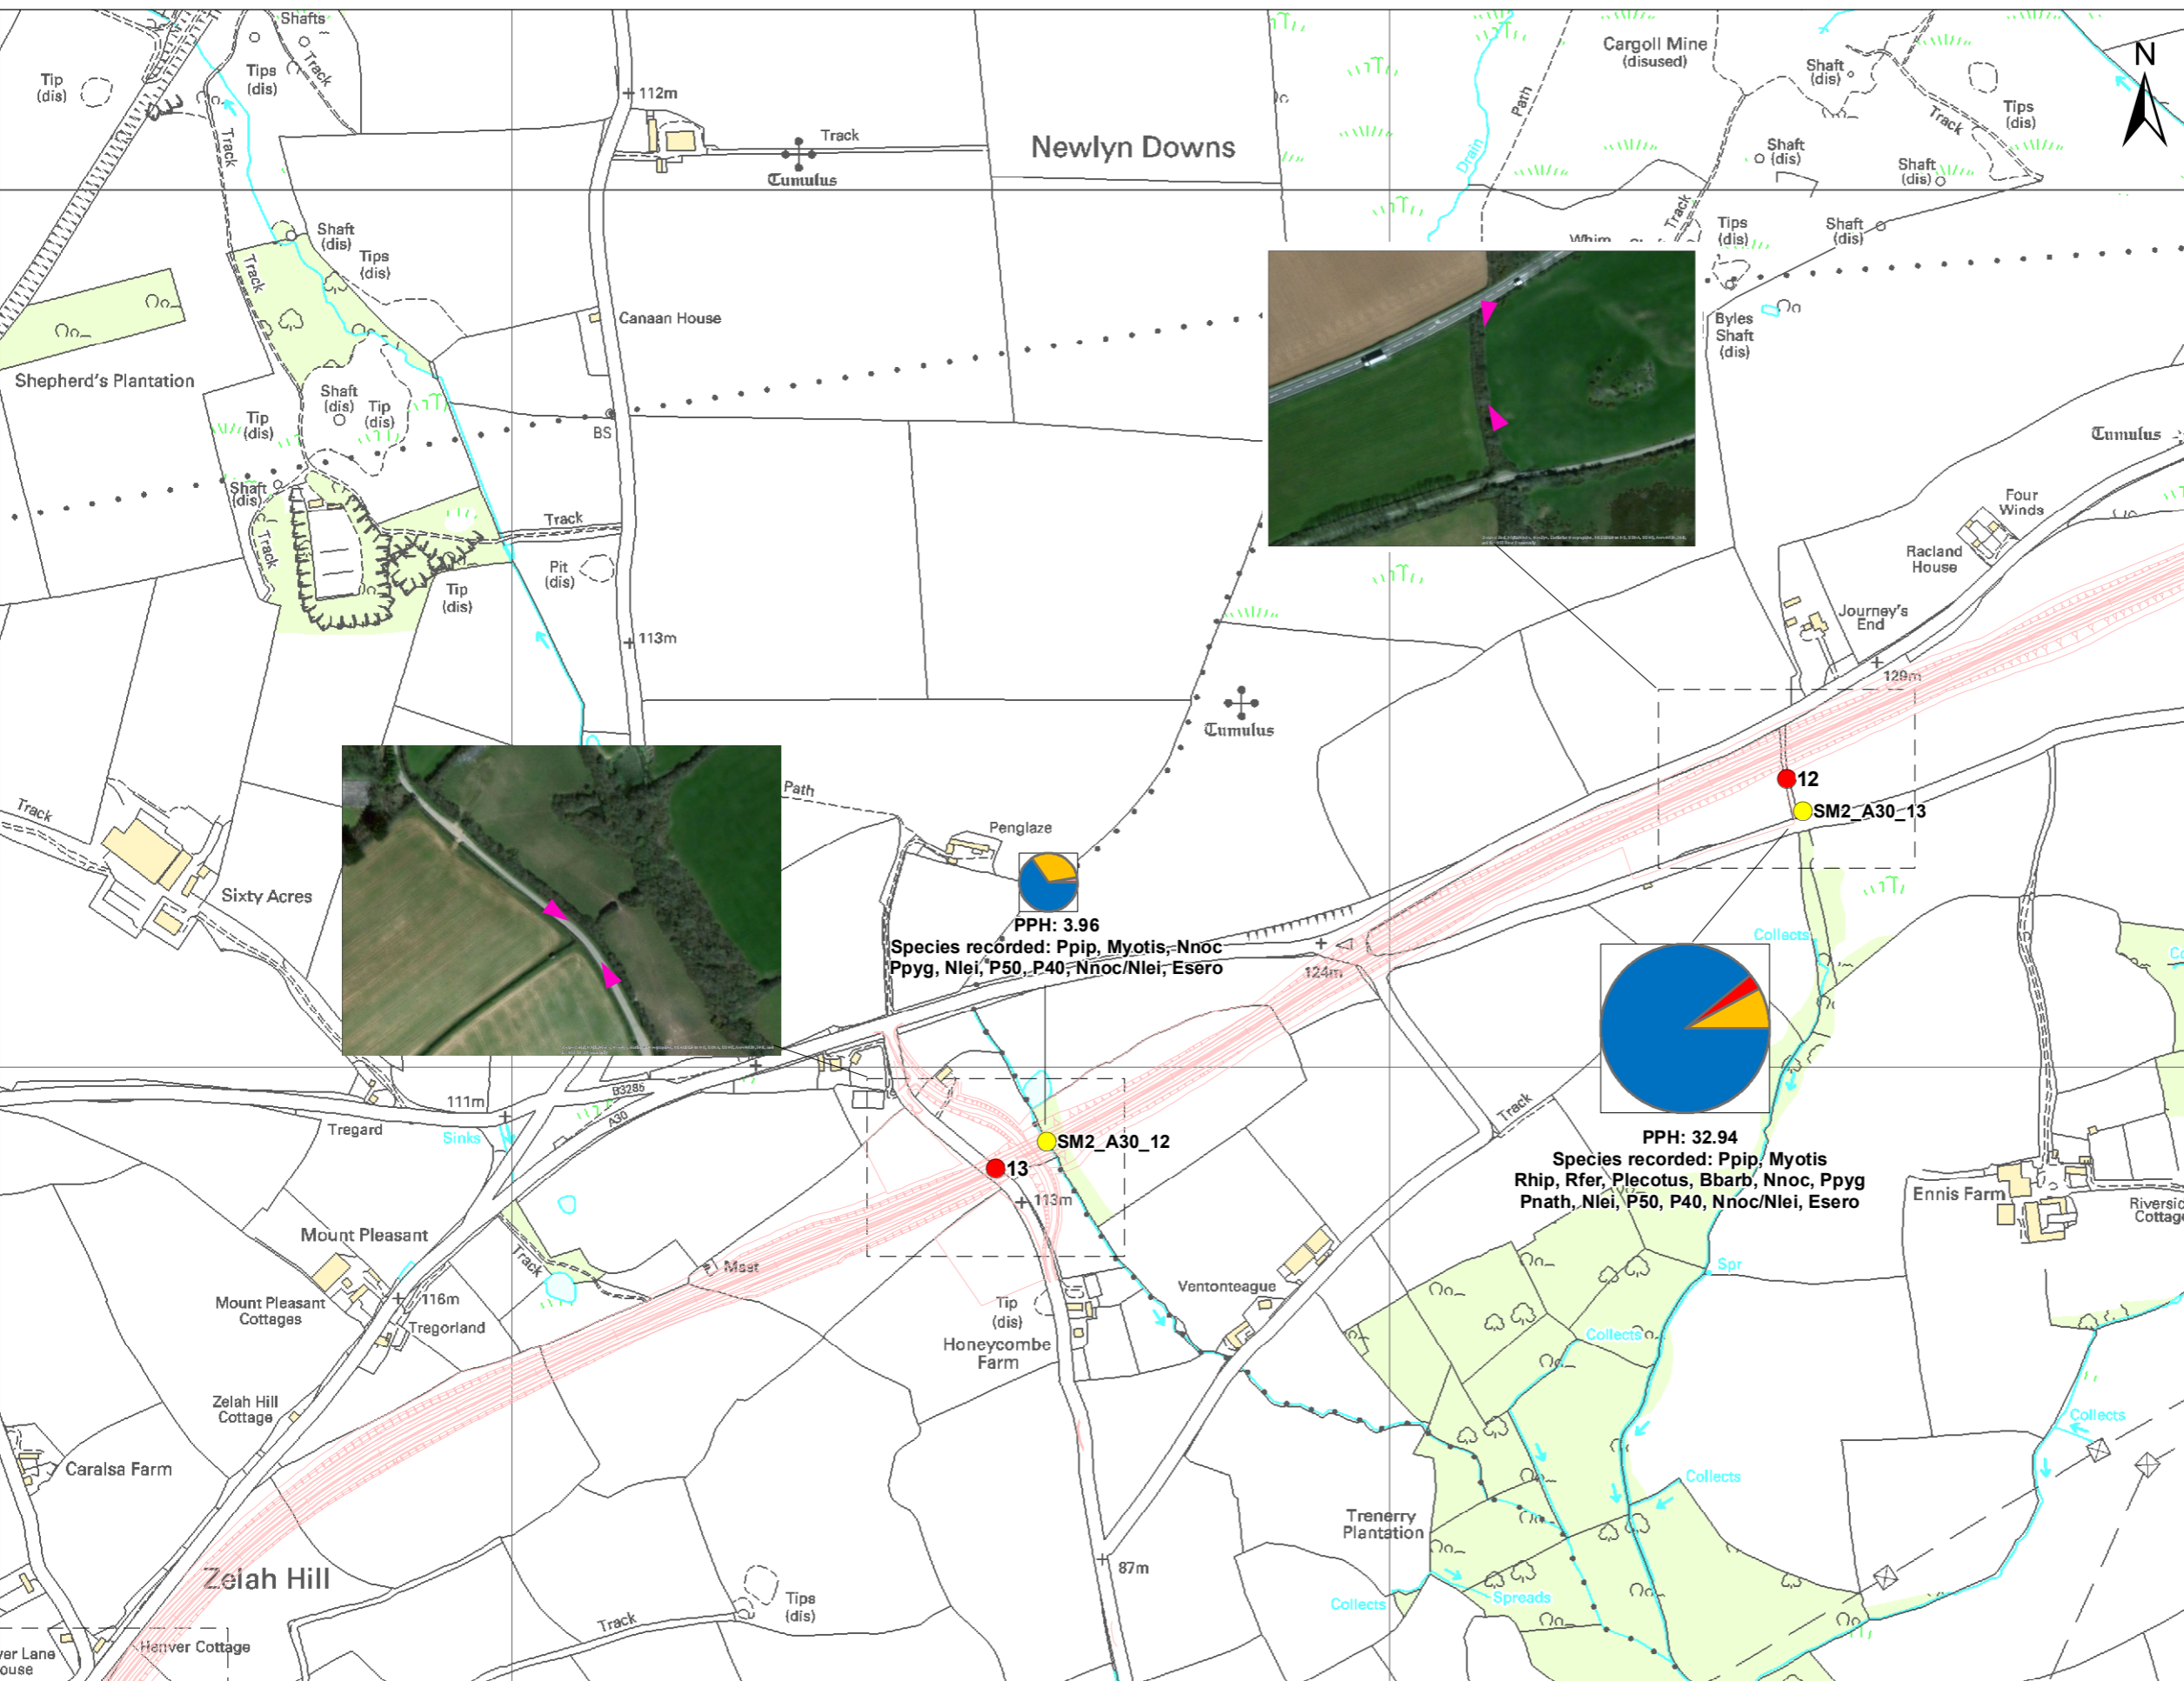 Shafts
Tip
(dis)
Tips
(dis)
Track
Track
112m
Track
Tumulus
Newlyn Downs
Drain
Path
Cargoll Mine
(disused)
Shaft
(dis)
Tips
(dis)
Track
N
Shaft
(dis)
Shaft
(dis)
Track
Shaft
(dis)
Tips
(dis)
Track
Tips
(dis)
Shaft
(dis)
Whim
Canaan House
Byles
Shaft
(dis)
Shepherd's Plantation
Shaft
(dis)
Tip
(dis)
Tip
(dis)
BS
Tumulus
Shaft
(dis)
Track
Track
Pit
(dis)
Tip
(dis)
Four
Winds
Racland
House
Journey's
End
113m
129m
Tumulus
Track
Path
Penglaze
12
SM2_A30_13
Sixty Acres
PPH: 3.96
Species recorded: Ppip, Myotis, Nnoc
Ppyg, Nlei, P50, P40, Nnoc/Nlei, Esero
124m
Collects
111m
B3285
A30
Tregard
Sinks
Track
SM2_A30_12
13
113m
PPH: 32.94
Species recorded: Ppip, Myotis
Rhip, Rfer, Plecotus, Bbarb, Nnoc, Ppyg
Pnath, Nlei, P50, P40, Nnoc/Nlei, Esero
Ennis Farm
Cottage
Mount Pleasant
Track
Mast
Spr
Mount Pleasant
Cottages
116m
Tregorland
Ventonteague
Tip
(dis)
Honeycombe
Farm
Collects
Zelah Hill
Cottage
Collects
Caralsa Farm
Collects
Trenerry
Plantation
Zelah Hill
87m
Tips
(dis)
Track
Collects
Spreads
Henver Cottage
ver Lane
ouse